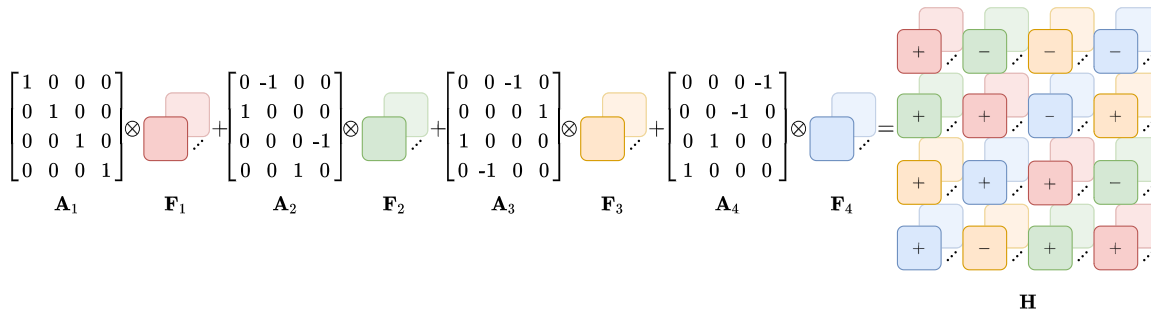 1 0 0 0
0 1 0 0
0 0 1 0
0 0 0 1
⊗
⋰
+
0 -1 0 0
1 0 0 0
0 0 0 -1
0 0 1 0
⊗
⋰
+
0 0 -1 0
0 0 0 1
1 0 0 0
0 -1 0 0
⊗
⋰
+
0 0 0 -1
0 0 -1 0
0 1 0 0
1 0 0 0
⊗
⋰
=
+ − − −
+ + − +
+ + + −
+ − + +
A₁ F₁ A₂ F₂ A₃ F₃ A₄ F₄
H